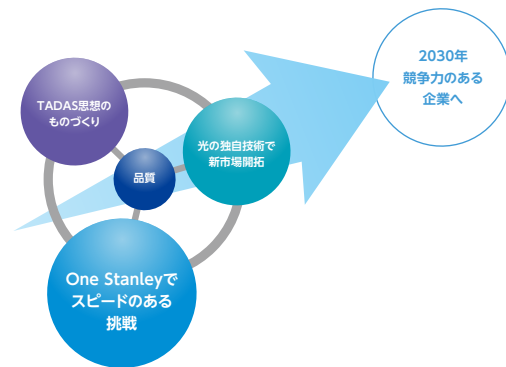 2030年
競争力のある
企業へ
TADAS思想の
ものづくり
光の独自技術で
新市場開拓
品質
One Stanleyで
スピードのある
挑戦